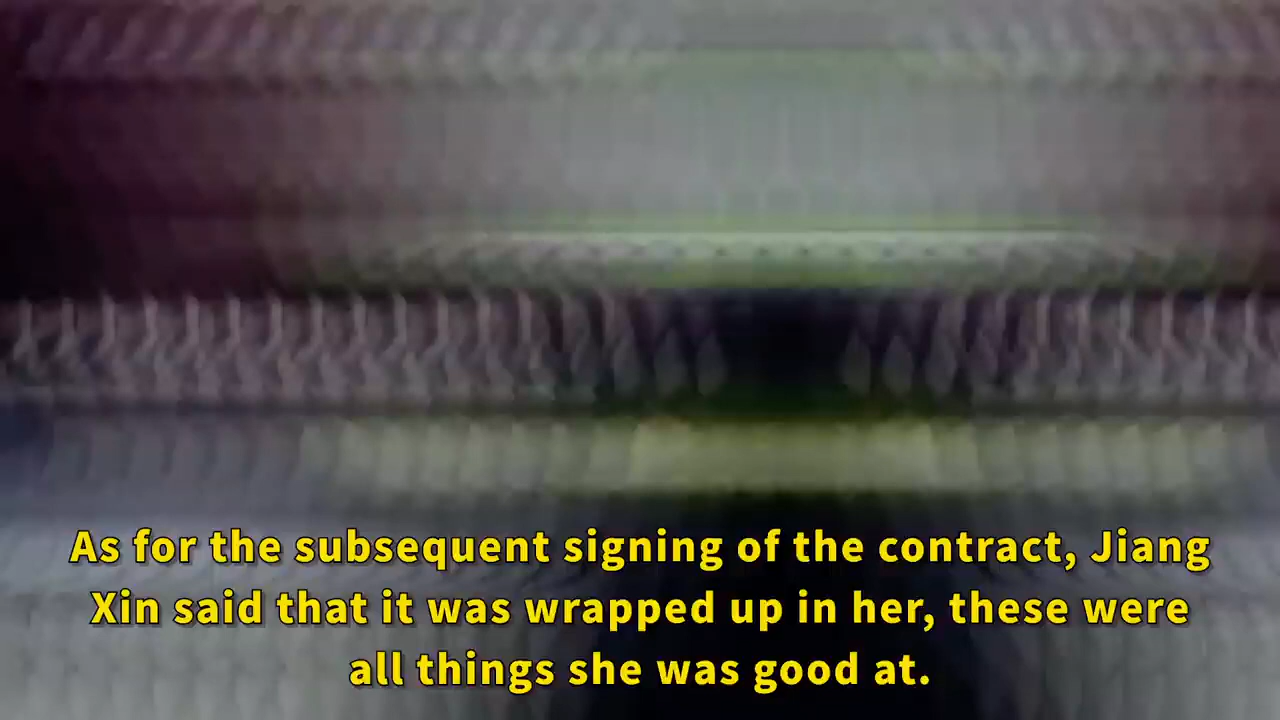 As for the subsequent signing of the contract, Jiang
Xin said that it was wrapped up in her, these were
all things she was good at.